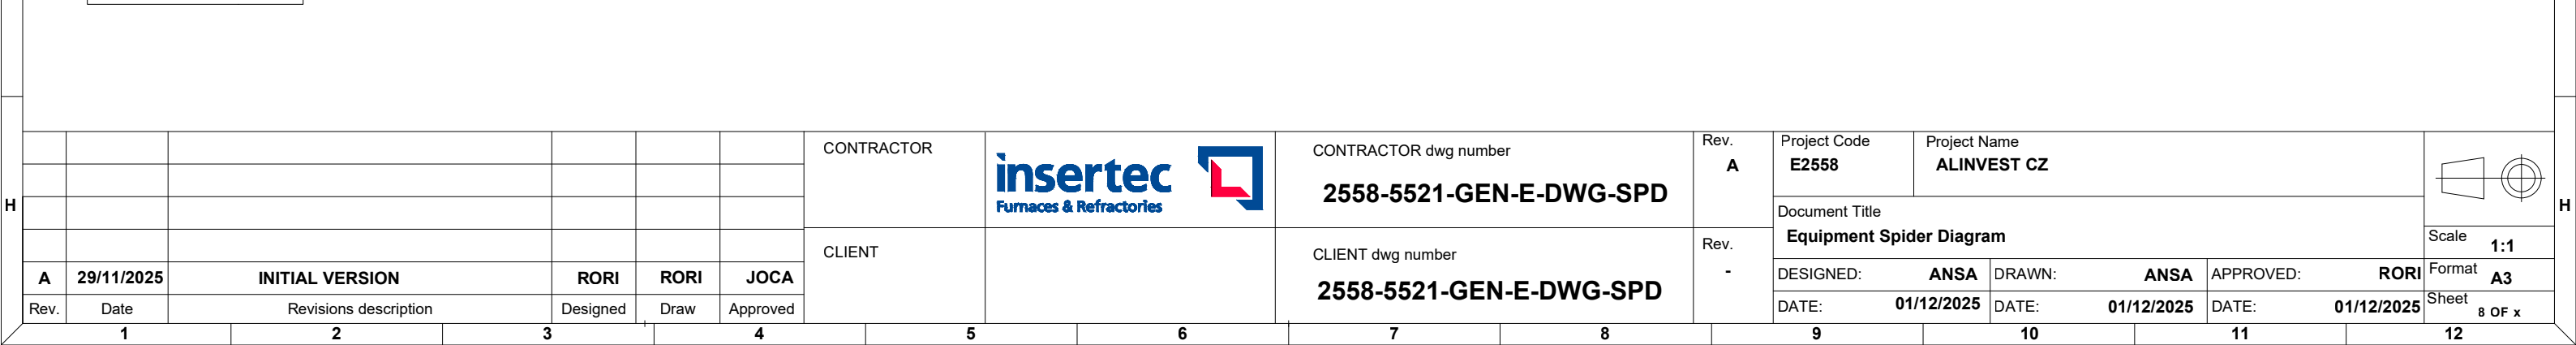 H
A 29/11/2025 INITIAL VERSION RORI RORI JOCA
Rev. Date Revisions description Designed Draw Approved
CONTRACTOR
insertec
Furnaces & Refractories
CONTRACTOR dwg number
2558-5521-GEN-E-DWG-SPD
Rev.
A
CLIENT
CLIENT dwg number
2558-5521-GEN-E-DWG-SPD
Rev.
-
Project Code
E2558
Project Name
ALINVEST CZ
Document Title
Equipment Spider Diagram
DESIGNED: ANSA DRAWN: ANSA APPROVED: RORI
DATE: 01/12/2025 DATE: 01/12/2025 DATE: 01/12/2025
Scale
1:1
Format
A3
Sheet
8 OF x
H
1 2 3 4 5 6 7 8 9 10 11 12